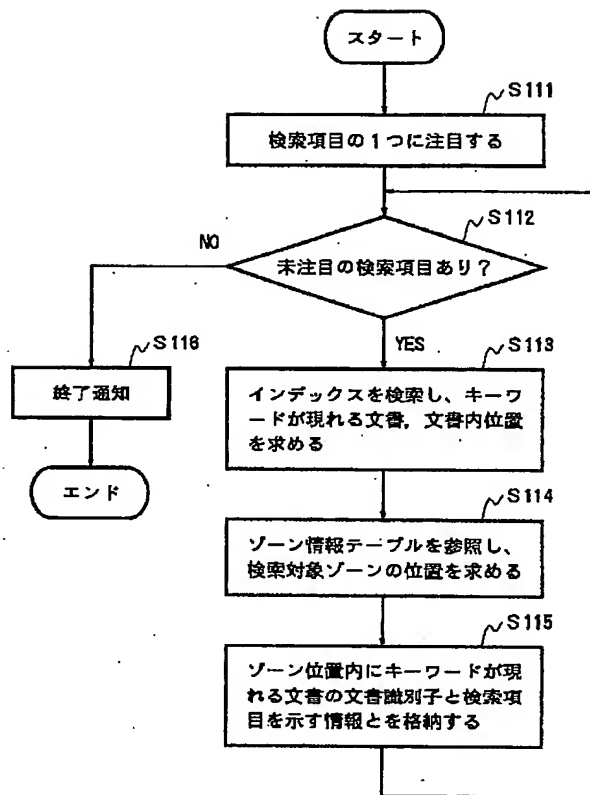 スタート
S111
検索項目の1つに注目する
S112
NO
未注目の検索項目あり？
YES
S116
終了通知
エンド
S113
インデックスを検索し、キーワ
ードが現れる文書，文書内位置
を求める
S114
ゾーン情報テーブルを参照し、
検索対象ゾーンの位置を求める
S115
ゾーン位置内にキーワードが現
れる文書の文書識別子と検索項
目を示す情報とを格納する